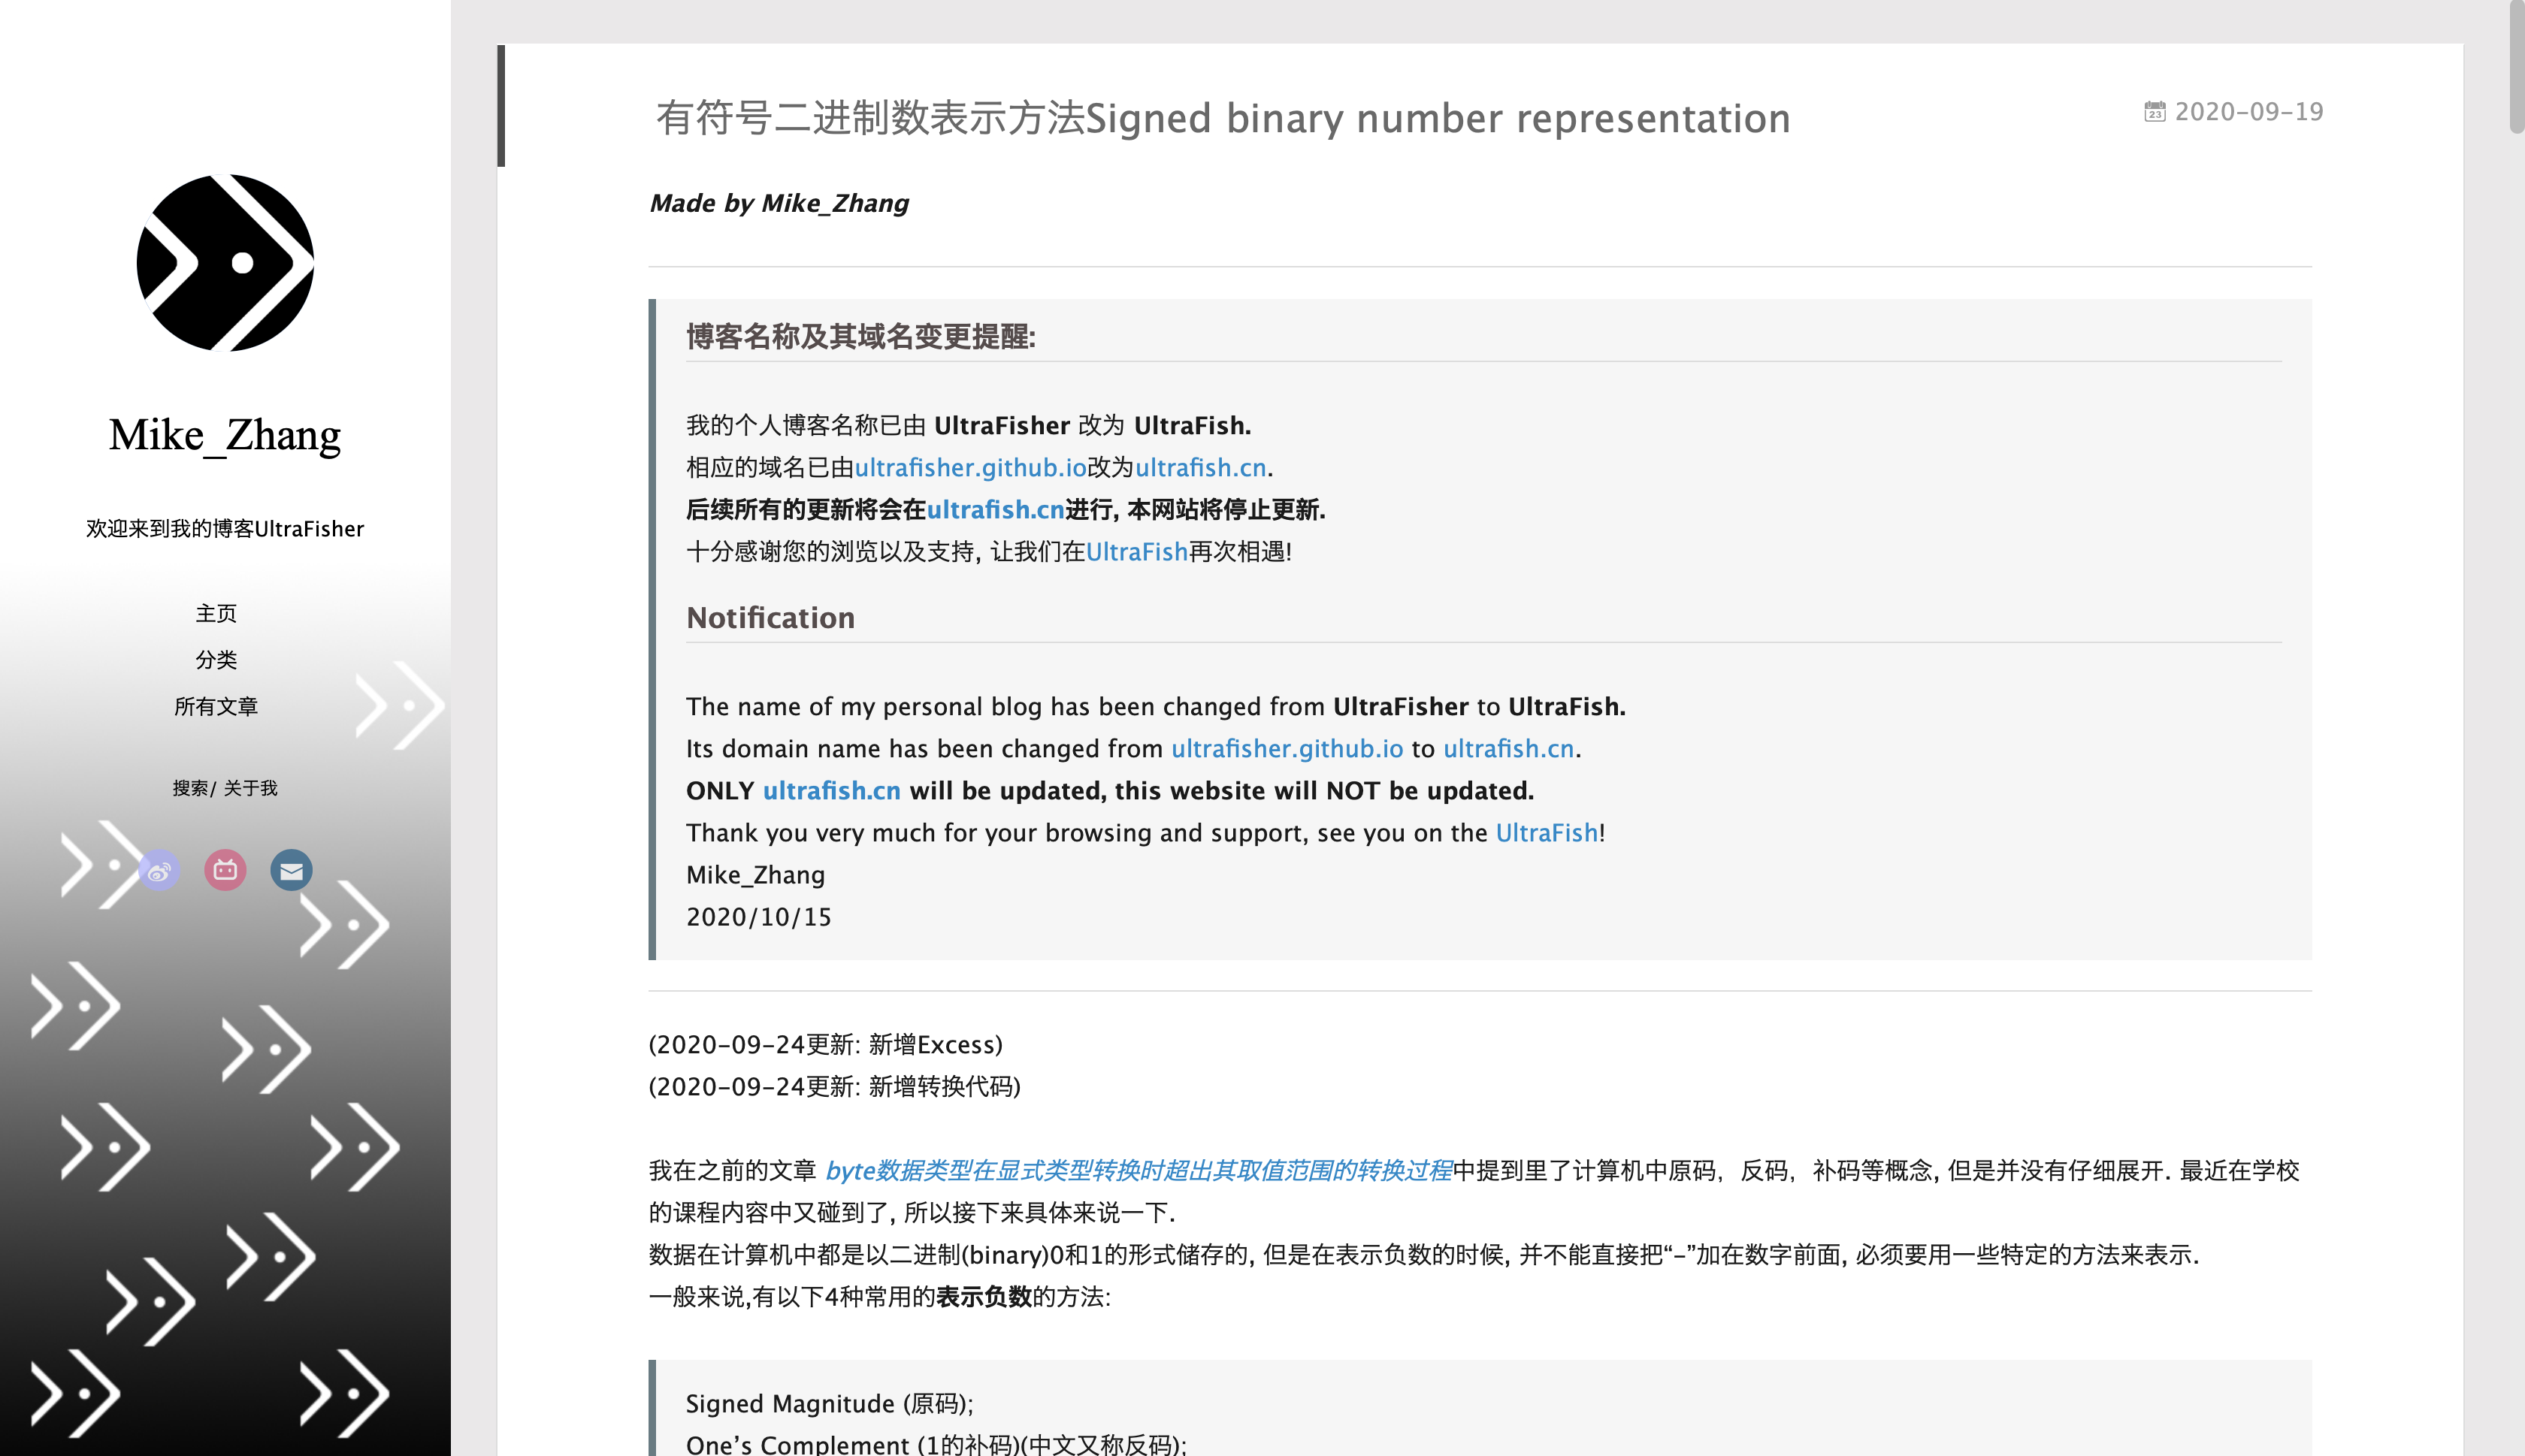 Mike_Zhang
欢迎来到我的博客UltraFisher
主页
分类
所有文章
搜索/ 关于我
有符号二进制数表示方法Signed binary number representation
23 2020-09-19
Made by Mike_Zhang
博客名称及其域名变更提醒:
我的个人博客名称已由 UltraFisher 改为 UltraFish.
相应的域名已由ultrafisher.github.io改为ultrafish.cn.
后续所有的更新将会在ultrafish.cn进行, 本网站将停止更新.
十分感谢您的浏览以及支持, 让我们在UltraFish再次相遇!
Notification
The name of my personal blog has been changed from UltraFisher to UltraFish.
Its domain name has been changed from ultrafisher.github.io to ultrafish.cn.
ONLY ultrafish.cn will be updated, this website will NOT be updated.
Thank you very much for your browsing and support, see you on the UltraFish!
Mike_Zhang
2020/10/15
(2020-09-24更新: 新增Excess)
(2020-09-24更新: 新增转换代码)
我在之前的文章 byte数据类型在显式类型转换时超出其取值范围的转换过程中提到里了计算机中原码，反码，补码等概念, 但是并没有仔细展开. 最近在学校
的课程内容中又碰到了, 所以接下来具体来说一下.
数据在计算机中都是以二进制(binary)0和1的形式储存的, 但是在表示负数的时候, 并不能直接把“-”加在数字前面, 必须要用一些特定的方法来表示.
一般来说,有以下4种常用的表示负数的方法:
Signed Magnitude (原码);
One’s Complement (1的补码)(中文又称反码);